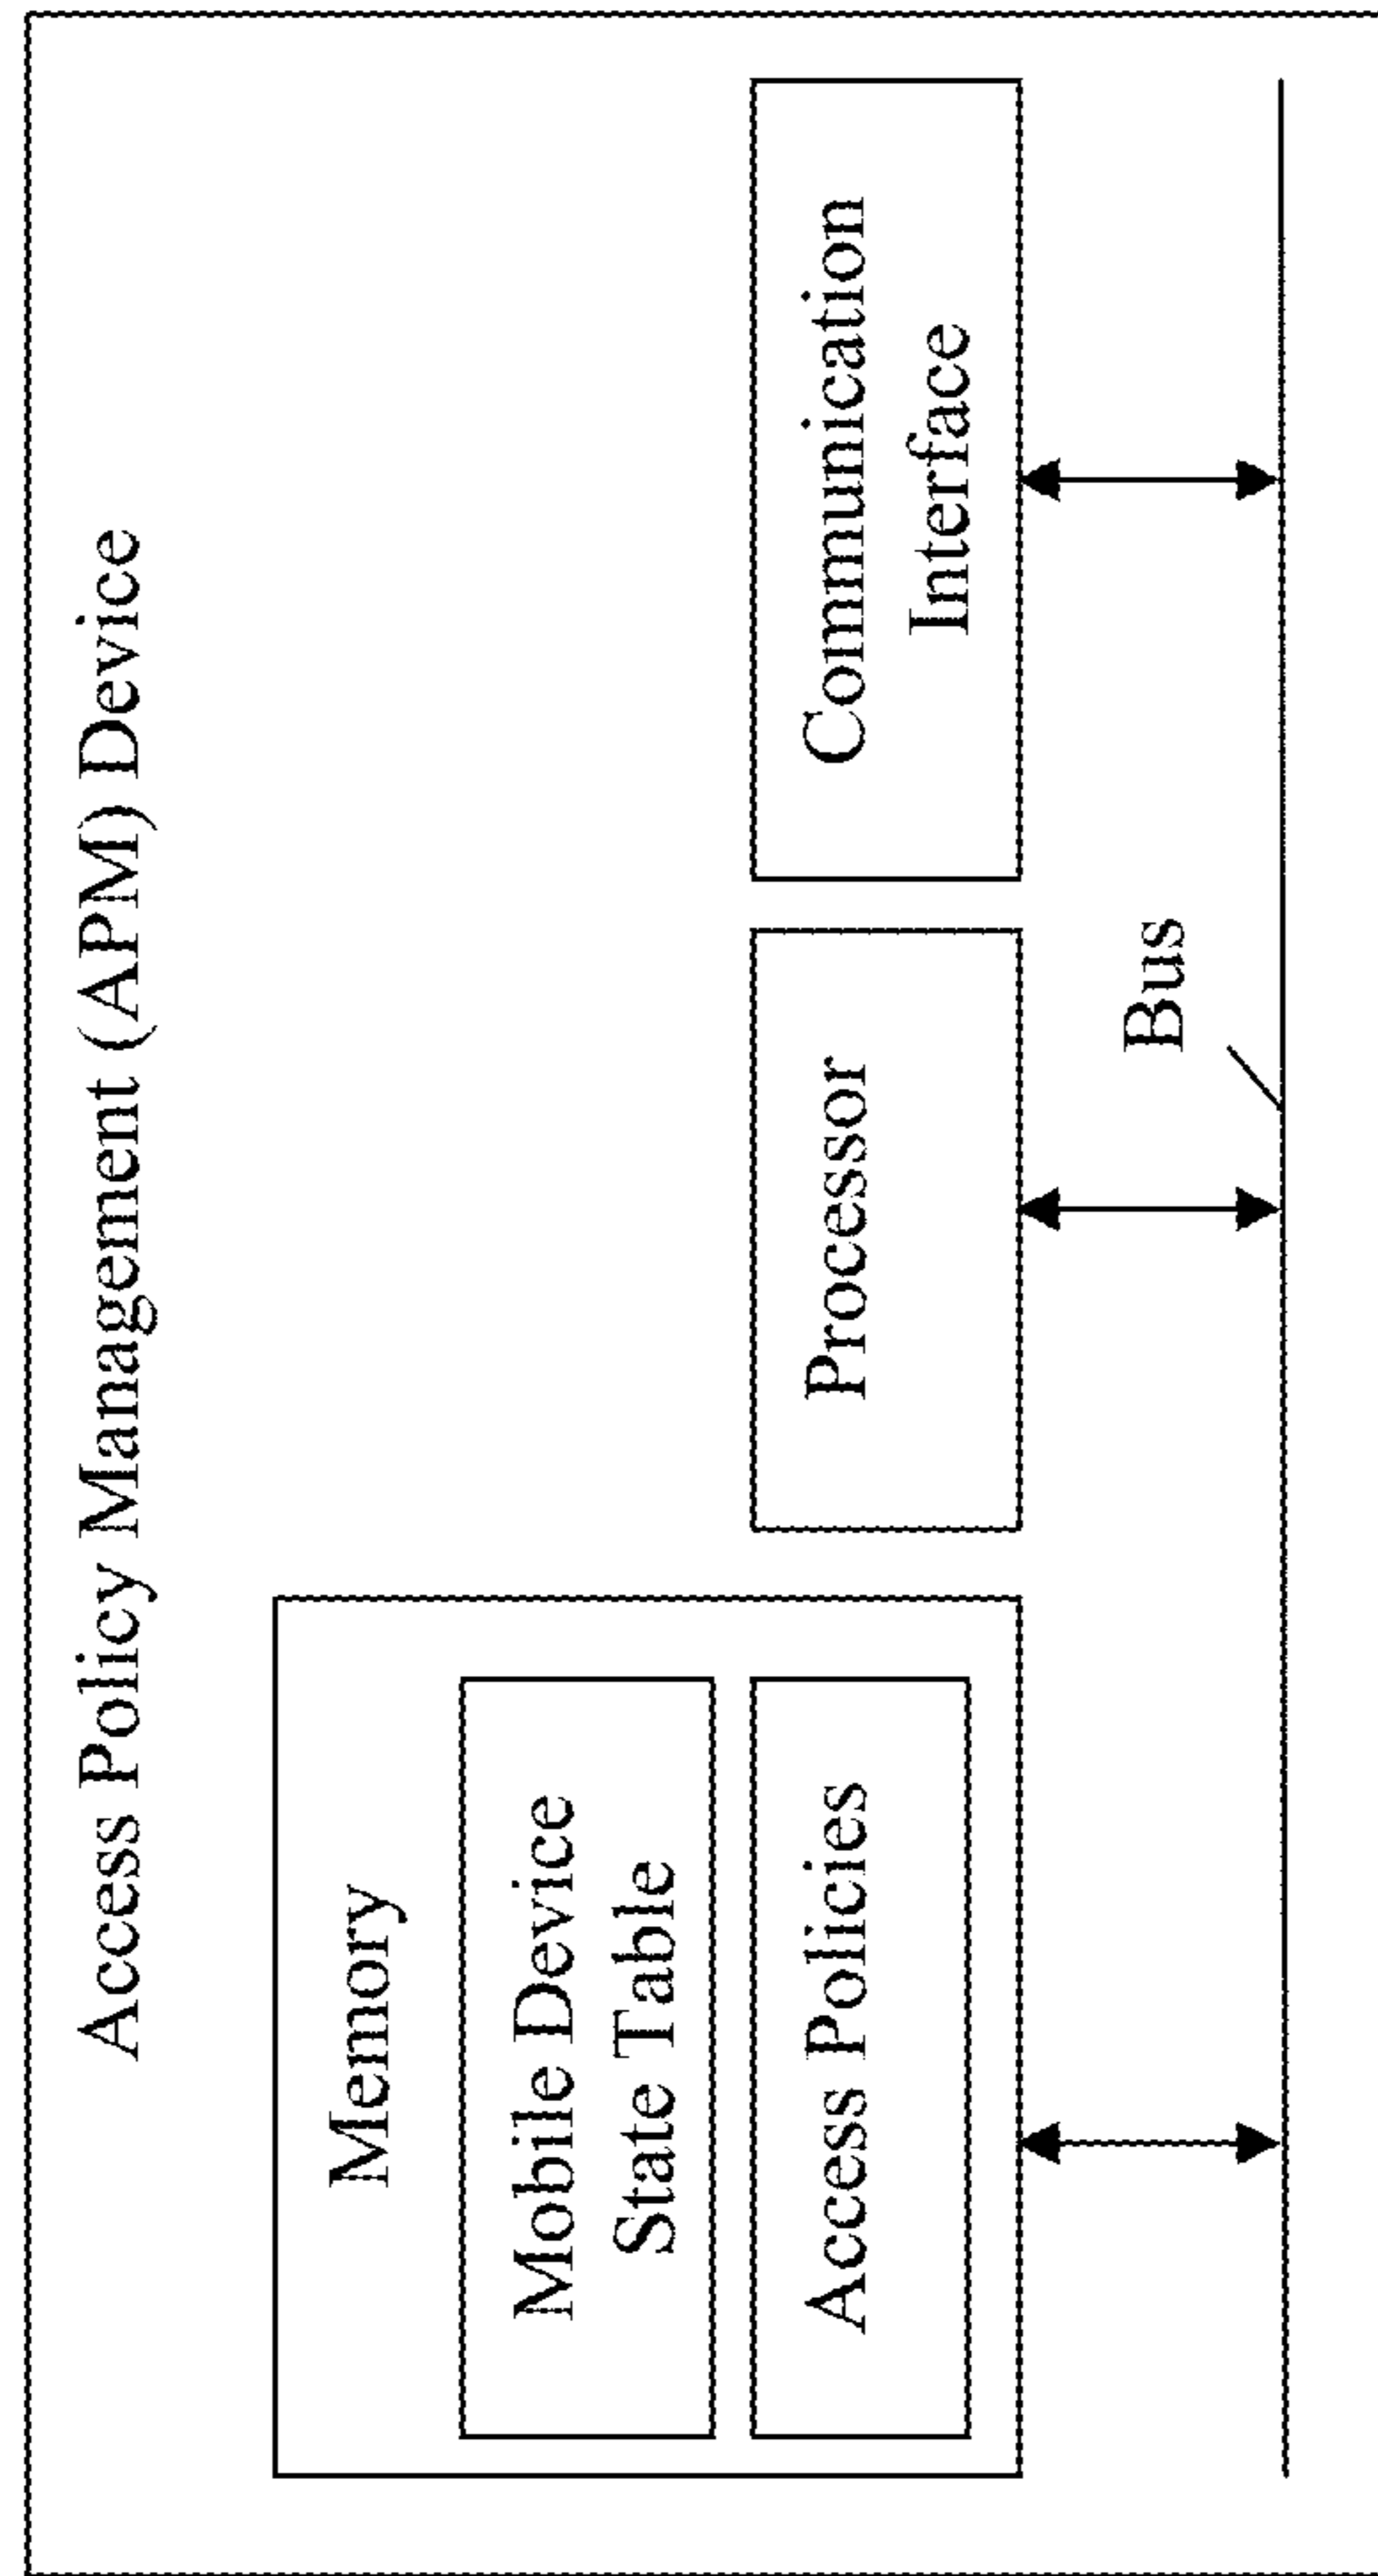 Access Policy Management (APM) Device
Memory
Mobile Device
State Table
Access Policies
Processor
Communication
Interface
Bus